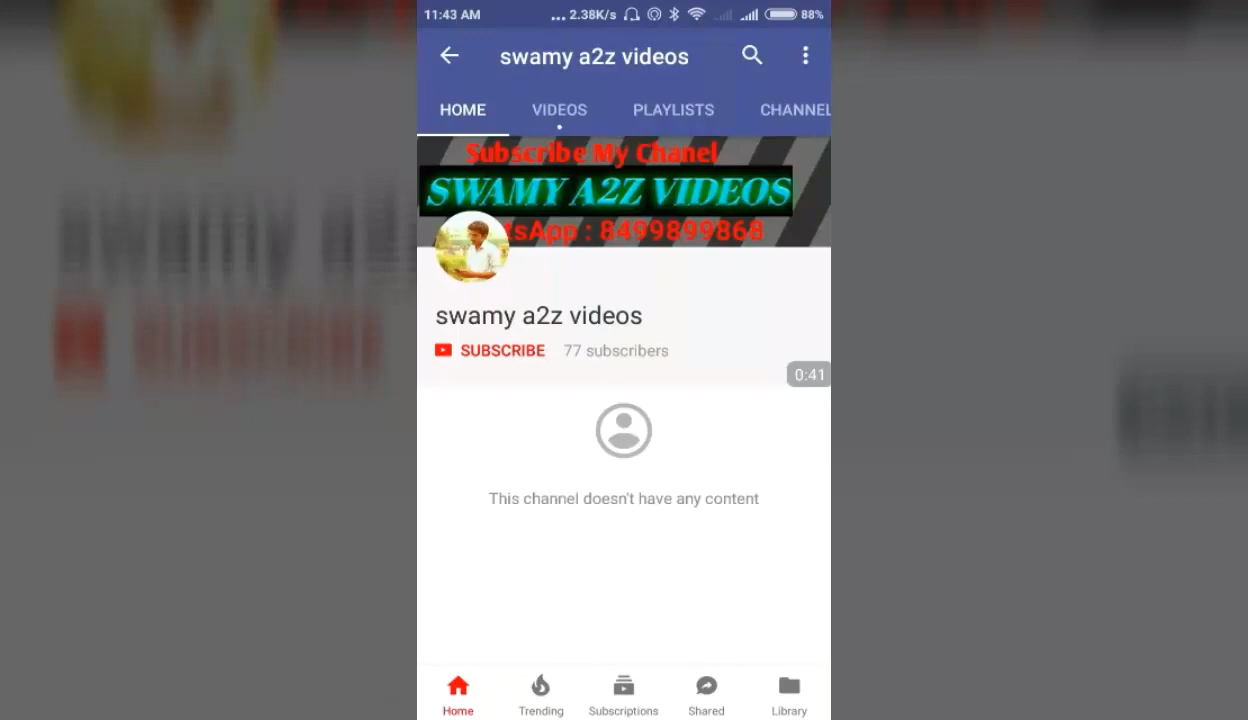 11:43 AM ... 2.38K/s 88%
swamy a2z videos
HOME VIDEOS PLAYLISTS CHANNEL
Subscribe My Chanel
SWAMY A2Z VIDEOS
tsApp : 8499899868
swamy a2z videos
SUBSCRIBE 77 subscribers
0:41
This channel doesn't have any content
Home Trending Subscriptions Shared Library